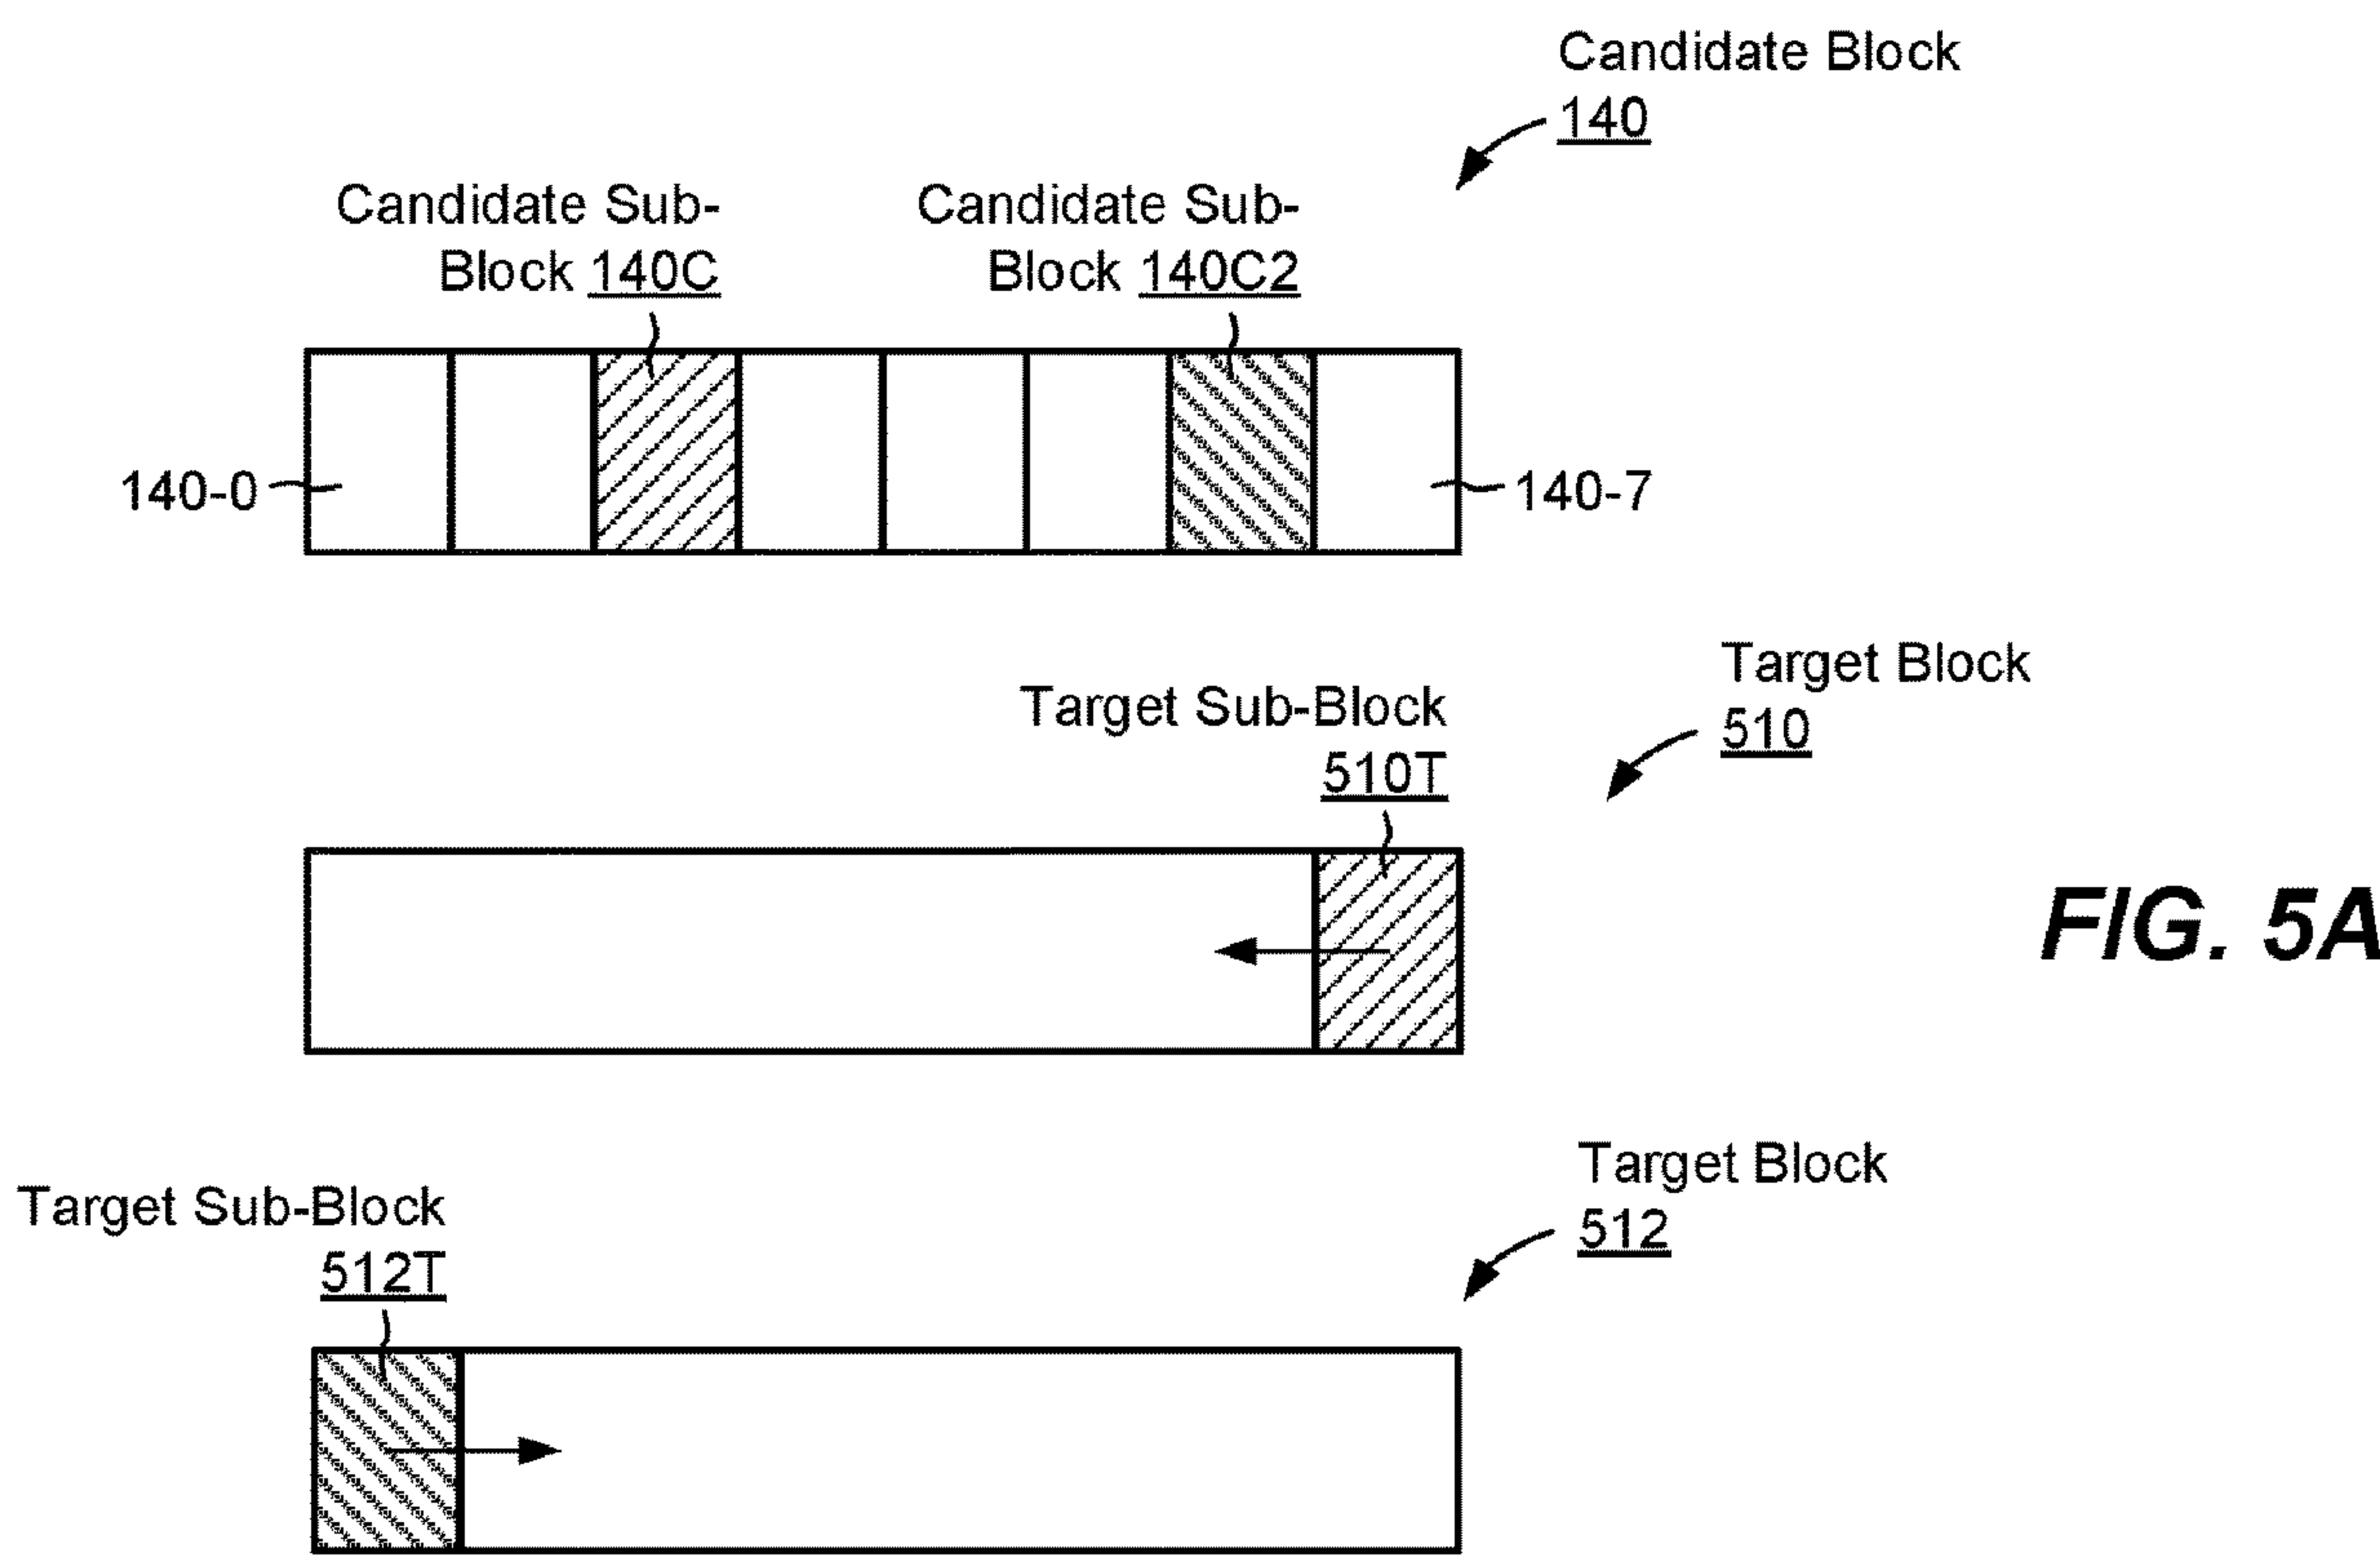 Candidate Block
140
Candidate Sub-
Block 140C
Candidate Sub-
Block 140C2
140-0
140-7
Target Block
510
Target Sub-Block
510T
FIG. 5A
Target Block
512
Target Sub-Block
512T